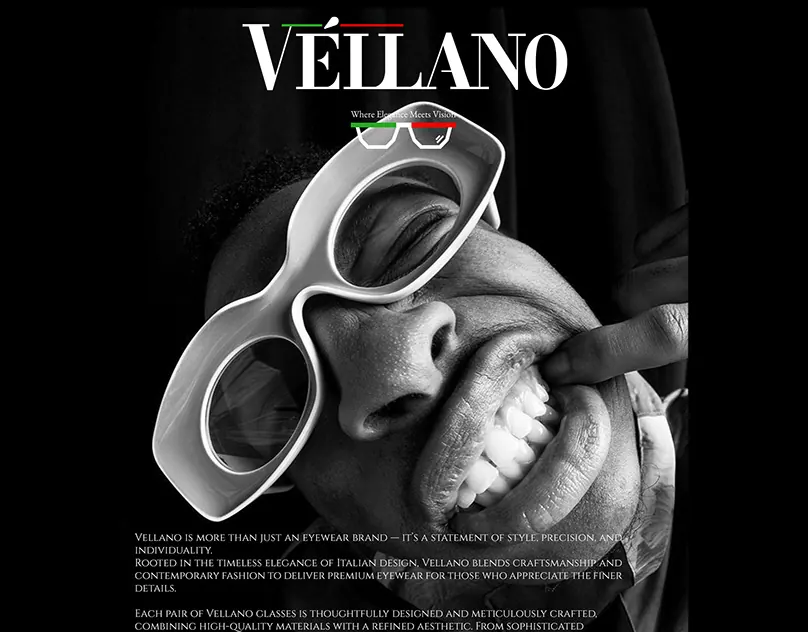 VÉLLANO
Where Elegance Meets Vision
Vellano is more than just an eyewear brand — it's a statement of style, precision, and
individuality.
Rooted in the timeless elegance of Italian design, Vellano blends craftsmanship and
contemporary fashion to deliver premium eyewear for those who appreciate the finer
details.
Each pair of Vellano glasses is thoughtfully designed and meticulously crafted,
combining high-quality materials with a refined aesthetic. From sophisticated